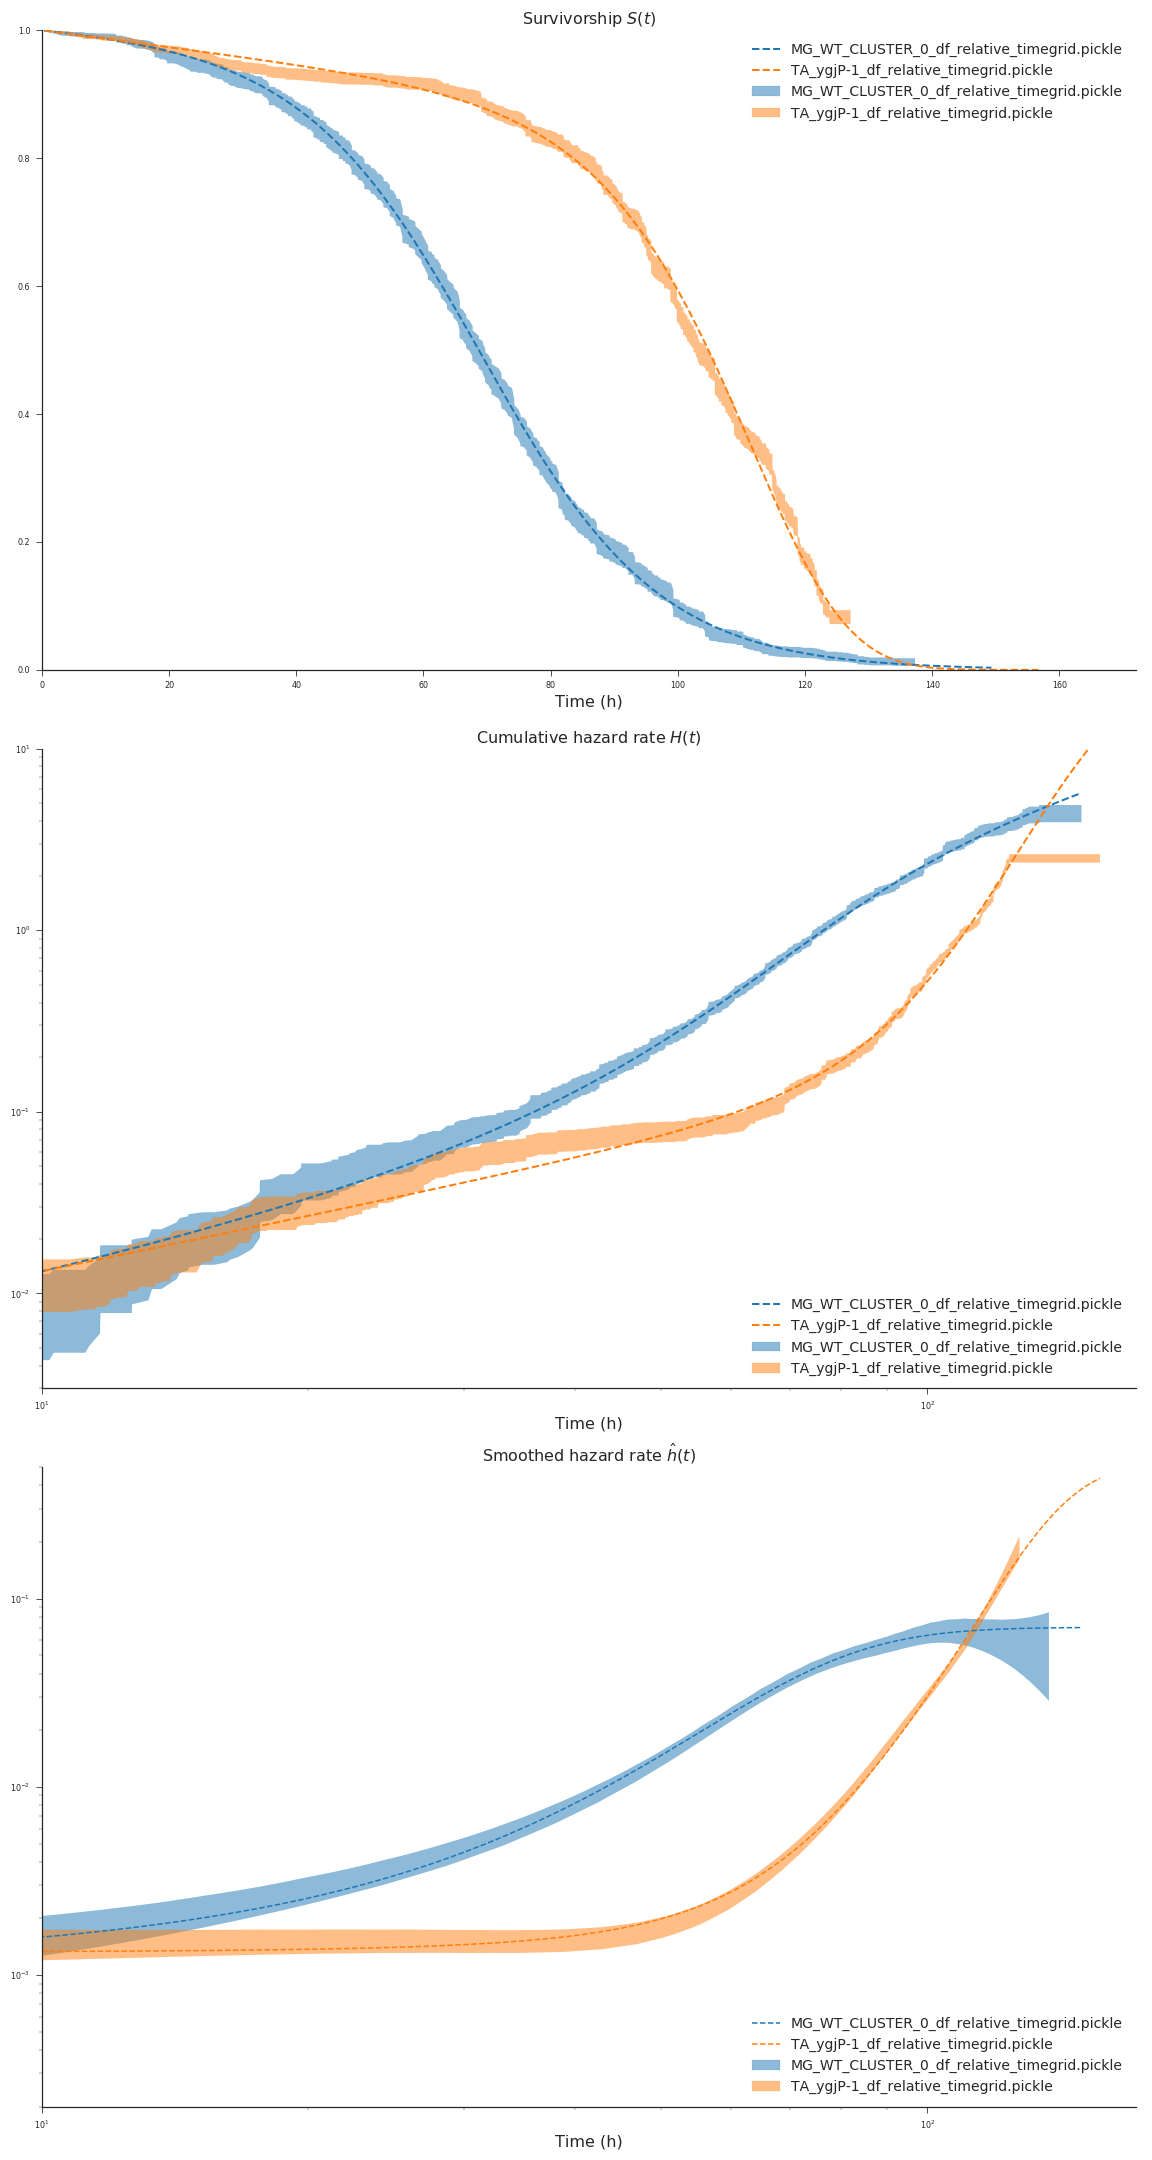 Survivorship S(t)
1.0
0.8
0.6
0.4
0.2
0.0
MG_WT_CLUSTER_0_df_relative_timegrid.pickle
TA_ygjP-1_df_relative_timegrid.pickle
MG_WT_CLUSTER_0_df_relative_timegrid.pickle
TA_ygjP-1_df_relative_timegrid.pickle
0 20 40 60 80 100 120 140 160
Time (h)
Cumulative hazard rate H(t)
10¹
10⁰
10⁻¹
10⁻²
MG_WT_CLUSTER_0_df_relative_timegrid.pickle
TA_ygjP-1_df_relative_timegrid.pickle
MG_WT_CLUSTER_0_df_relative_timegrid.pickle
TA_ygjP-1_df_relative_timegrid.pickle
10¹ 10²
Time (h)
Smoothed hazard rate ĥ(t)
10⁻¹
10⁻²
10⁻³
MG_WT_CLUSTER_0_df_relative_timegrid.pickle
TA_ygjP-1_df_relative_timegrid.pickle
MG_WT_CLUSTER_0_df_relative_timegrid.pickle
TA_ygjP-1_df_relative_timegrid.pickle
10¹ 10²
Time (h)